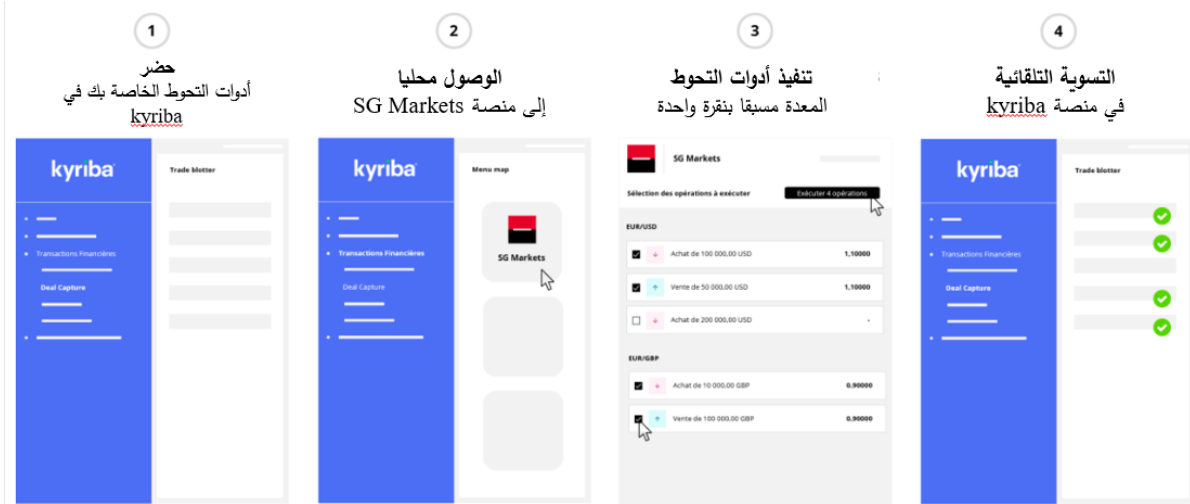 1
حضر
أدوات التحوط الخاصة بك في
kyriba
2
الوصول محليا
إلى منصة SG Markets
3
تنفيذ أدوات التحوط
المعدة مسبقا بنقرة واحدة
4
التسوية التلقائية
في منصة kyriba
kyriba
Trade blotter
Transactions Financières
Deal Capture
kyriba
Menu map
Transactions Financières
Deal Capture
SG Markets
SG Markets
Sélection des opérations à exécuter
Exécuter 4 opérations
EUR/USD
Achat de 100 000,00 USD 1,10000
Vente de 50 000,00 USD 1,10000
Achat de 200 000,00 USD -
EUR/GBP
Achat de 10 000,00 GBP 0.90000
Vente de 100 000,00 GBP 0.90000
kyriba
Trade blotter
Transactions Financières
Deal Capture